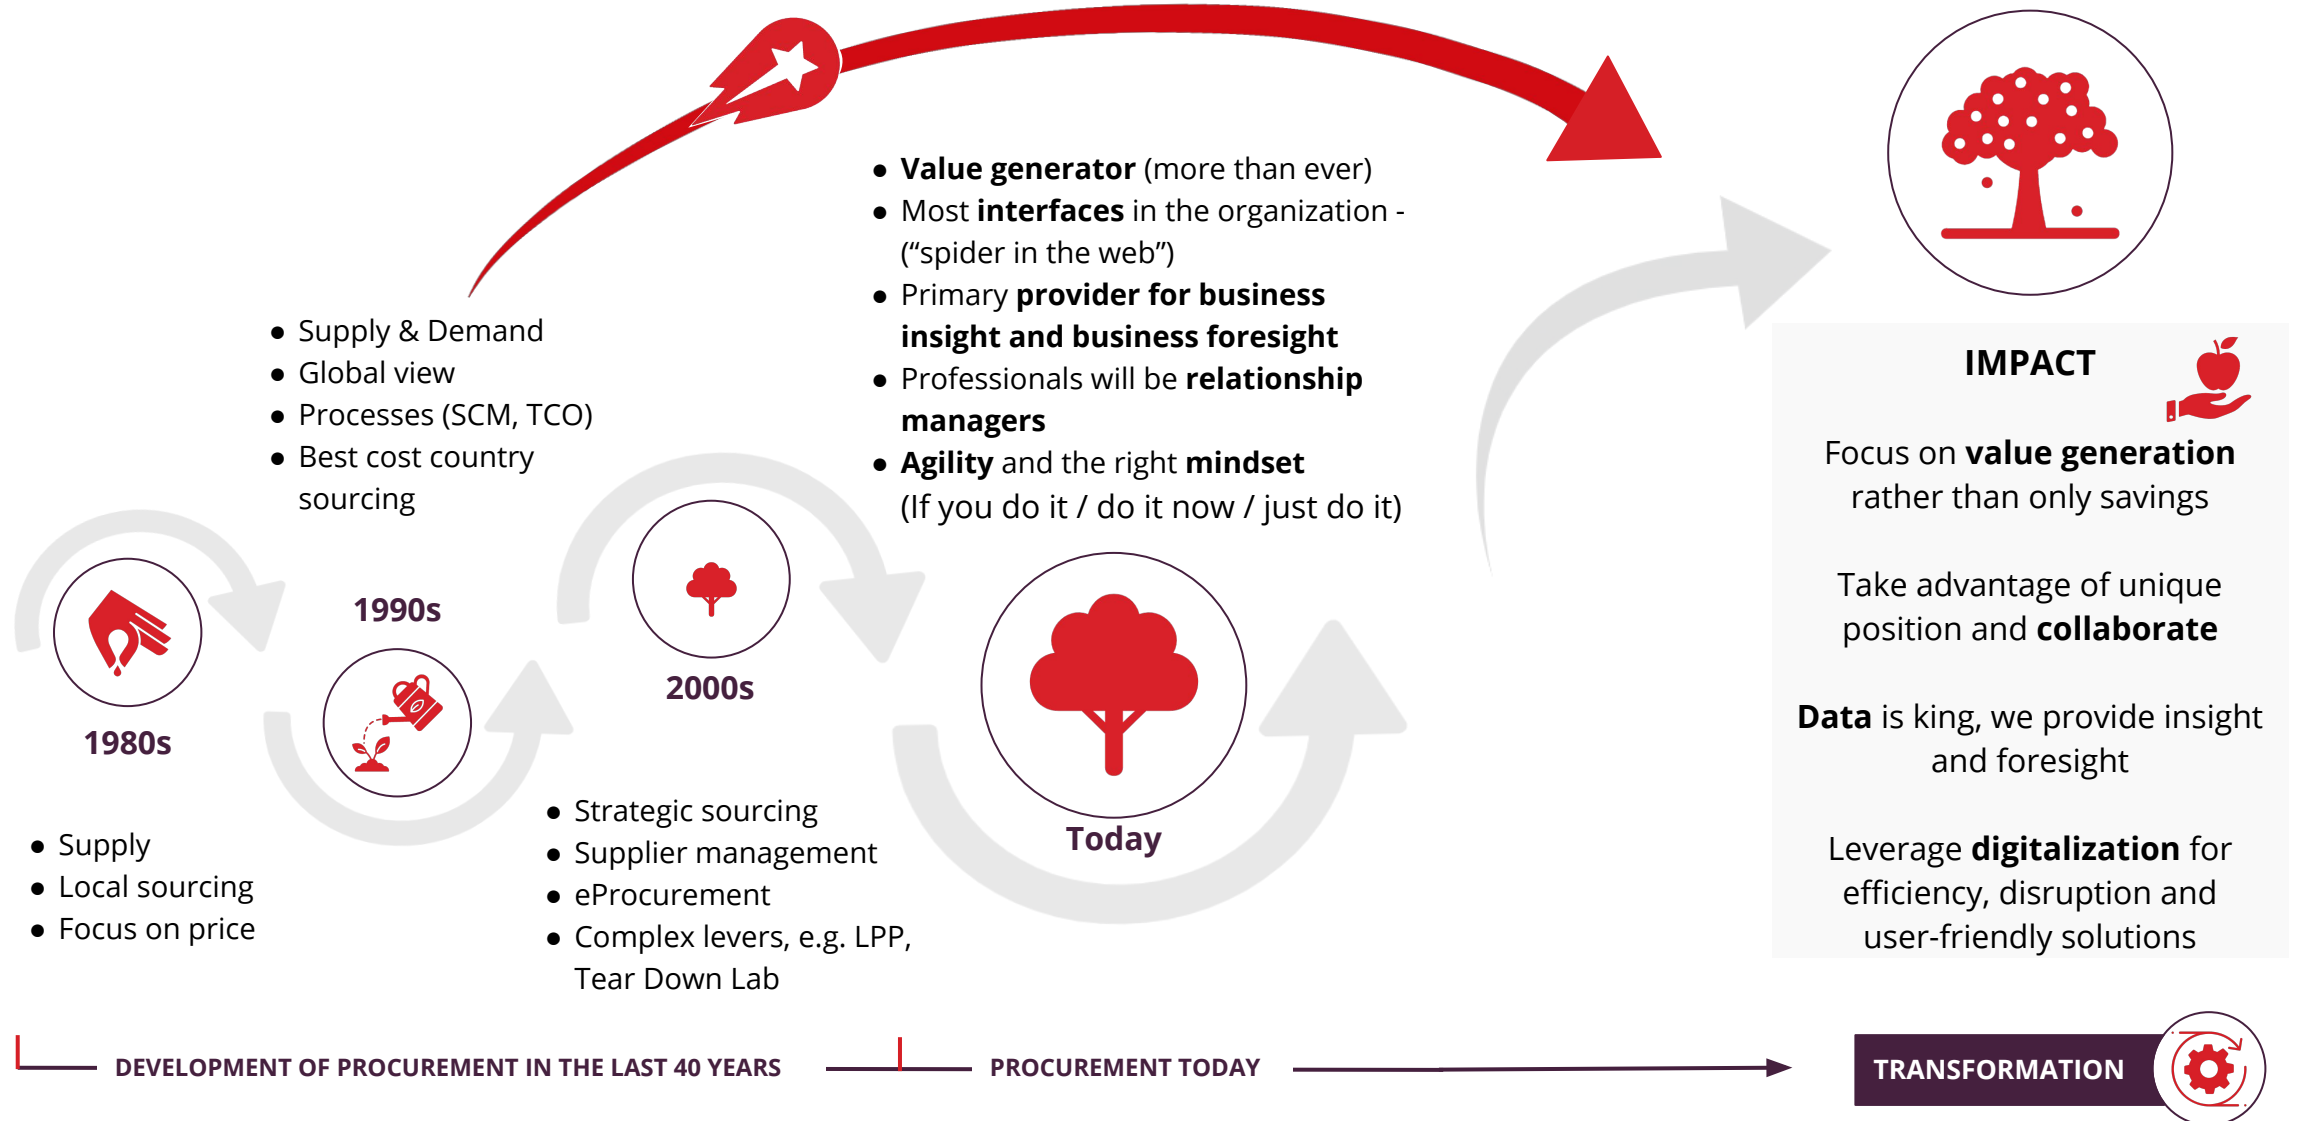 ● Supply & Demand
● Global view
● Processes (SCM, TCO)
● Best cost country
sourcing
● Value generator (more than ever)
● Most interfaces in the organization -
(“spider in the web”)
● Primary provider for business
insight and business foresight
● Professionals will be relationship
managers
● Agility and the right mindset
(If you do it / do it now / just do it)
1980s
● Supply
● Local sourcing
● Focus on price
1990s
2000s
● Strategic sourcing
● Supplier management
● eProcurement
● Complex levers, e.g. LPP,
Tear Down Lab
Today
IMPACT
Focus on value generation
rather than only savings
Take advantage of unique
position and collaborate
Data is king, we provide insight
and foresight
Leverage digitalization for
efficiency, disruption and
user-friendly solutions
DEVELOPMENT OF PROCUREMENT IN THE LAST 40 YEARS
PROCUREMENT TODAY
TRANSFORMATION